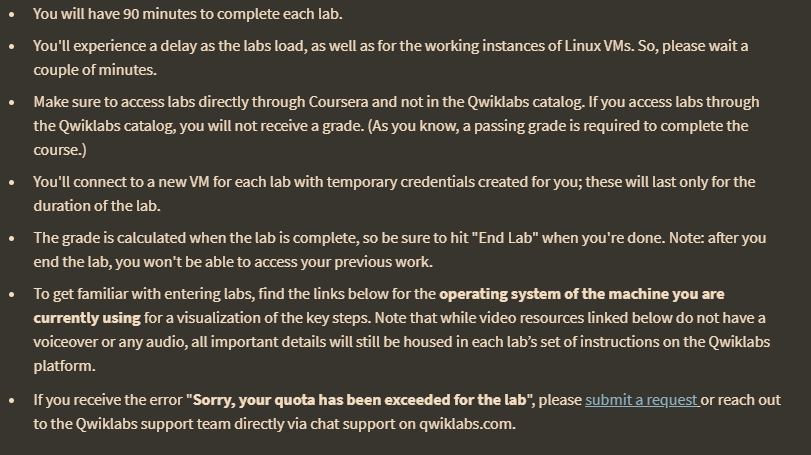 • You will have 90 minutes to complete each lab.
• You'll experience a delay as the labs load, as well as for the working instances of Linux VMs. So, please wait a
couple of minutes.
• Make sure to access labs directly through Coursera and not in the Qwiklabs catalog. If you access labs through
the Qwiklabs catalog, you will not receive a grade. (As you know, a passing grade is required to complete the
course.)
• You'll connect to a new VM for each lab with temporary credentials created for you; these will last only for the
duration of the lab.
• The grade is calculated when the lab is complete, so be sure to hit "End Lab" when you're done. Note: after you
end the lab, you won't be able to access your previous work.
• To get familiar with entering labs, find the links below for the operating system of the machine you are
currently using for a visualization of the key steps. Note that while video resources linked below do not have a
voiceover or any audio, all important details will still be housed in each lab’s set of instructions on the Qwiklabs
platform.
• If you receive the error "Sorry, your quota has been exceeded for the lab", please submit a request or reach out
to the Qwiklabs support team directly via chat support on qwiklabs.com.